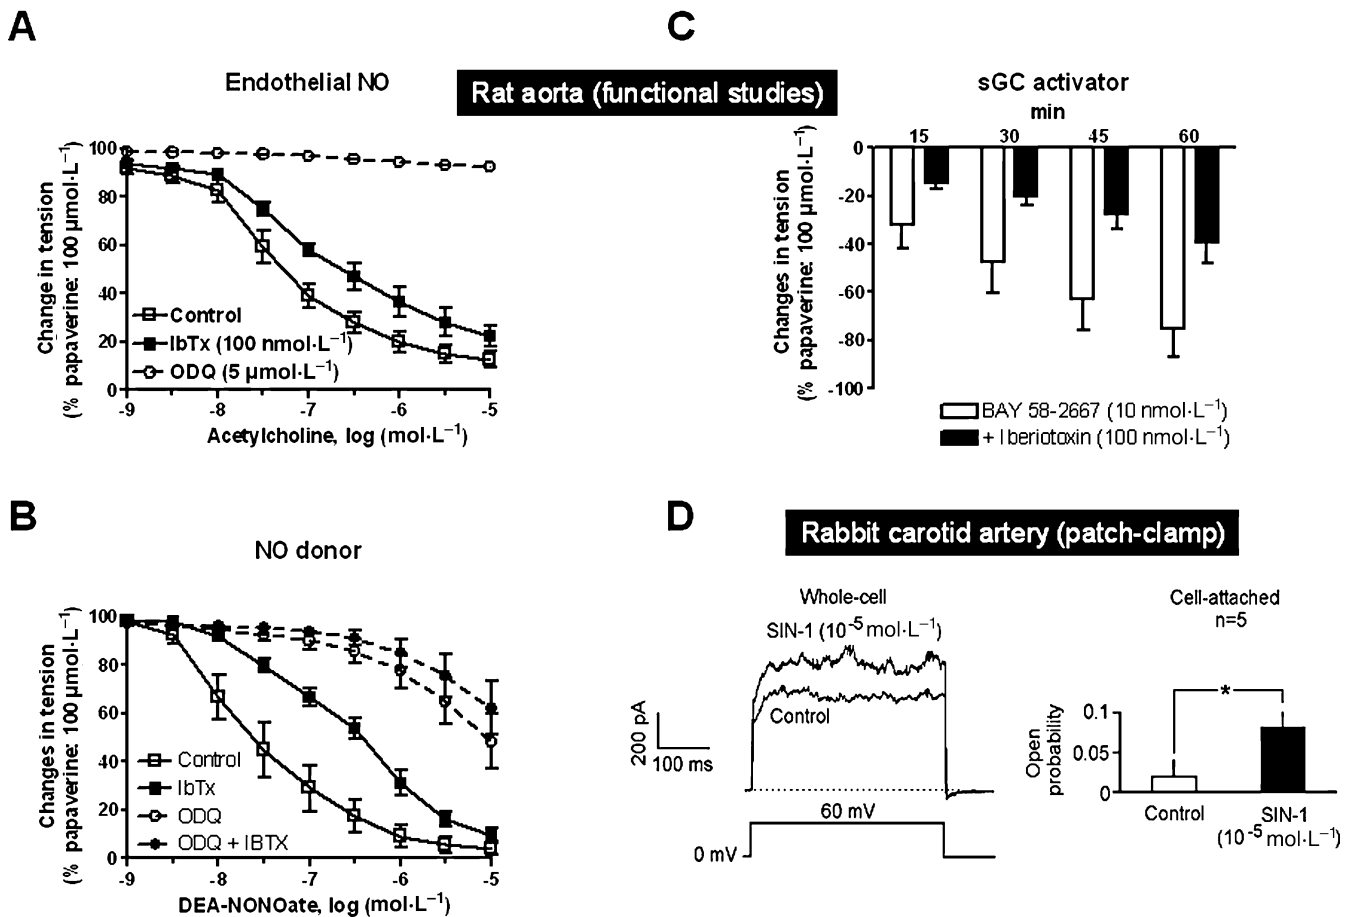 A
Endothelial NO
Rat aorta (functional studies)
Change in tension
(% papaverine: 100 µmol·L⁻¹)
100
80
60
40
20
0
Control
IbTx (100 nmol·L⁻¹)
ODQ (5 µmol·L⁻¹)
-9 -8 -7 -6 -5
Acetylcholine, log (mol·L⁻¹)
C
sGC activator
min
15 30 45 60
Changes in tension
(% papaverine: 100 µmol·L⁻¹)
0
-20
-40
-60
-80
-100
BAY 58-2667 (10 nmol·L⁻¹)
+ Iberiotoxin (100 nmol·L⁻¹)
B
NO donor
Changes in tension
(% papaverine: 100 µmol·L⁻¹)
100
80
60
40
20
0
Control
IbTx
ODQ
ODQ + IBTX
-9 -8 -7 -6 -5
DEA-NONOate, log (mol·L⁻¹)
D
Rabbit carotid artery (patch-clamp)
Whole-cell
SIN-1 (10⁻⁵ mol·L⁻¹)
Control
200 pA
100 ms
60 mV
0 mV
Cell-attached
n=5
*
Open
probability
0.1
0.05
0
Control
SIN-1
(10⁻⁵ mol·L⁻¹)